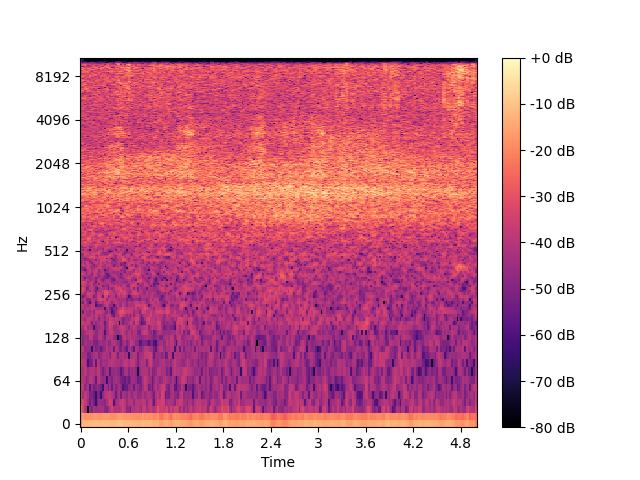 8192
4096
2048
1024
512
256
128
64
0
Hz
0 0.6 1.2 1.8 2.4 3 3.6 4.2 4.8
Time
+0 dB
-10 dB
-20 dB
-30 dB
-40 dB
-50 dB
-60 dB
-70 dB
-80 dB